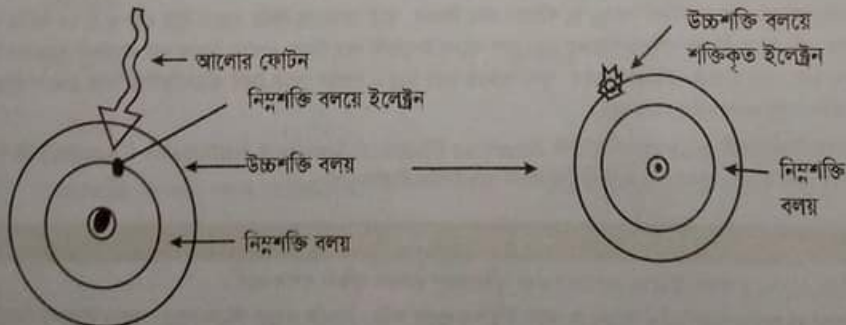 আলোর ফোটন
নিম্নশক্তি বলয়ে ইলেক্ট্রন
উচ্চশক্তি বলয়
নিম্নশক্তি বলয়
উচ্চশক্তি বলয়ে
শক্তিকৃত ইলেক্ট্রন
নিম্নশক্তি
বলয়